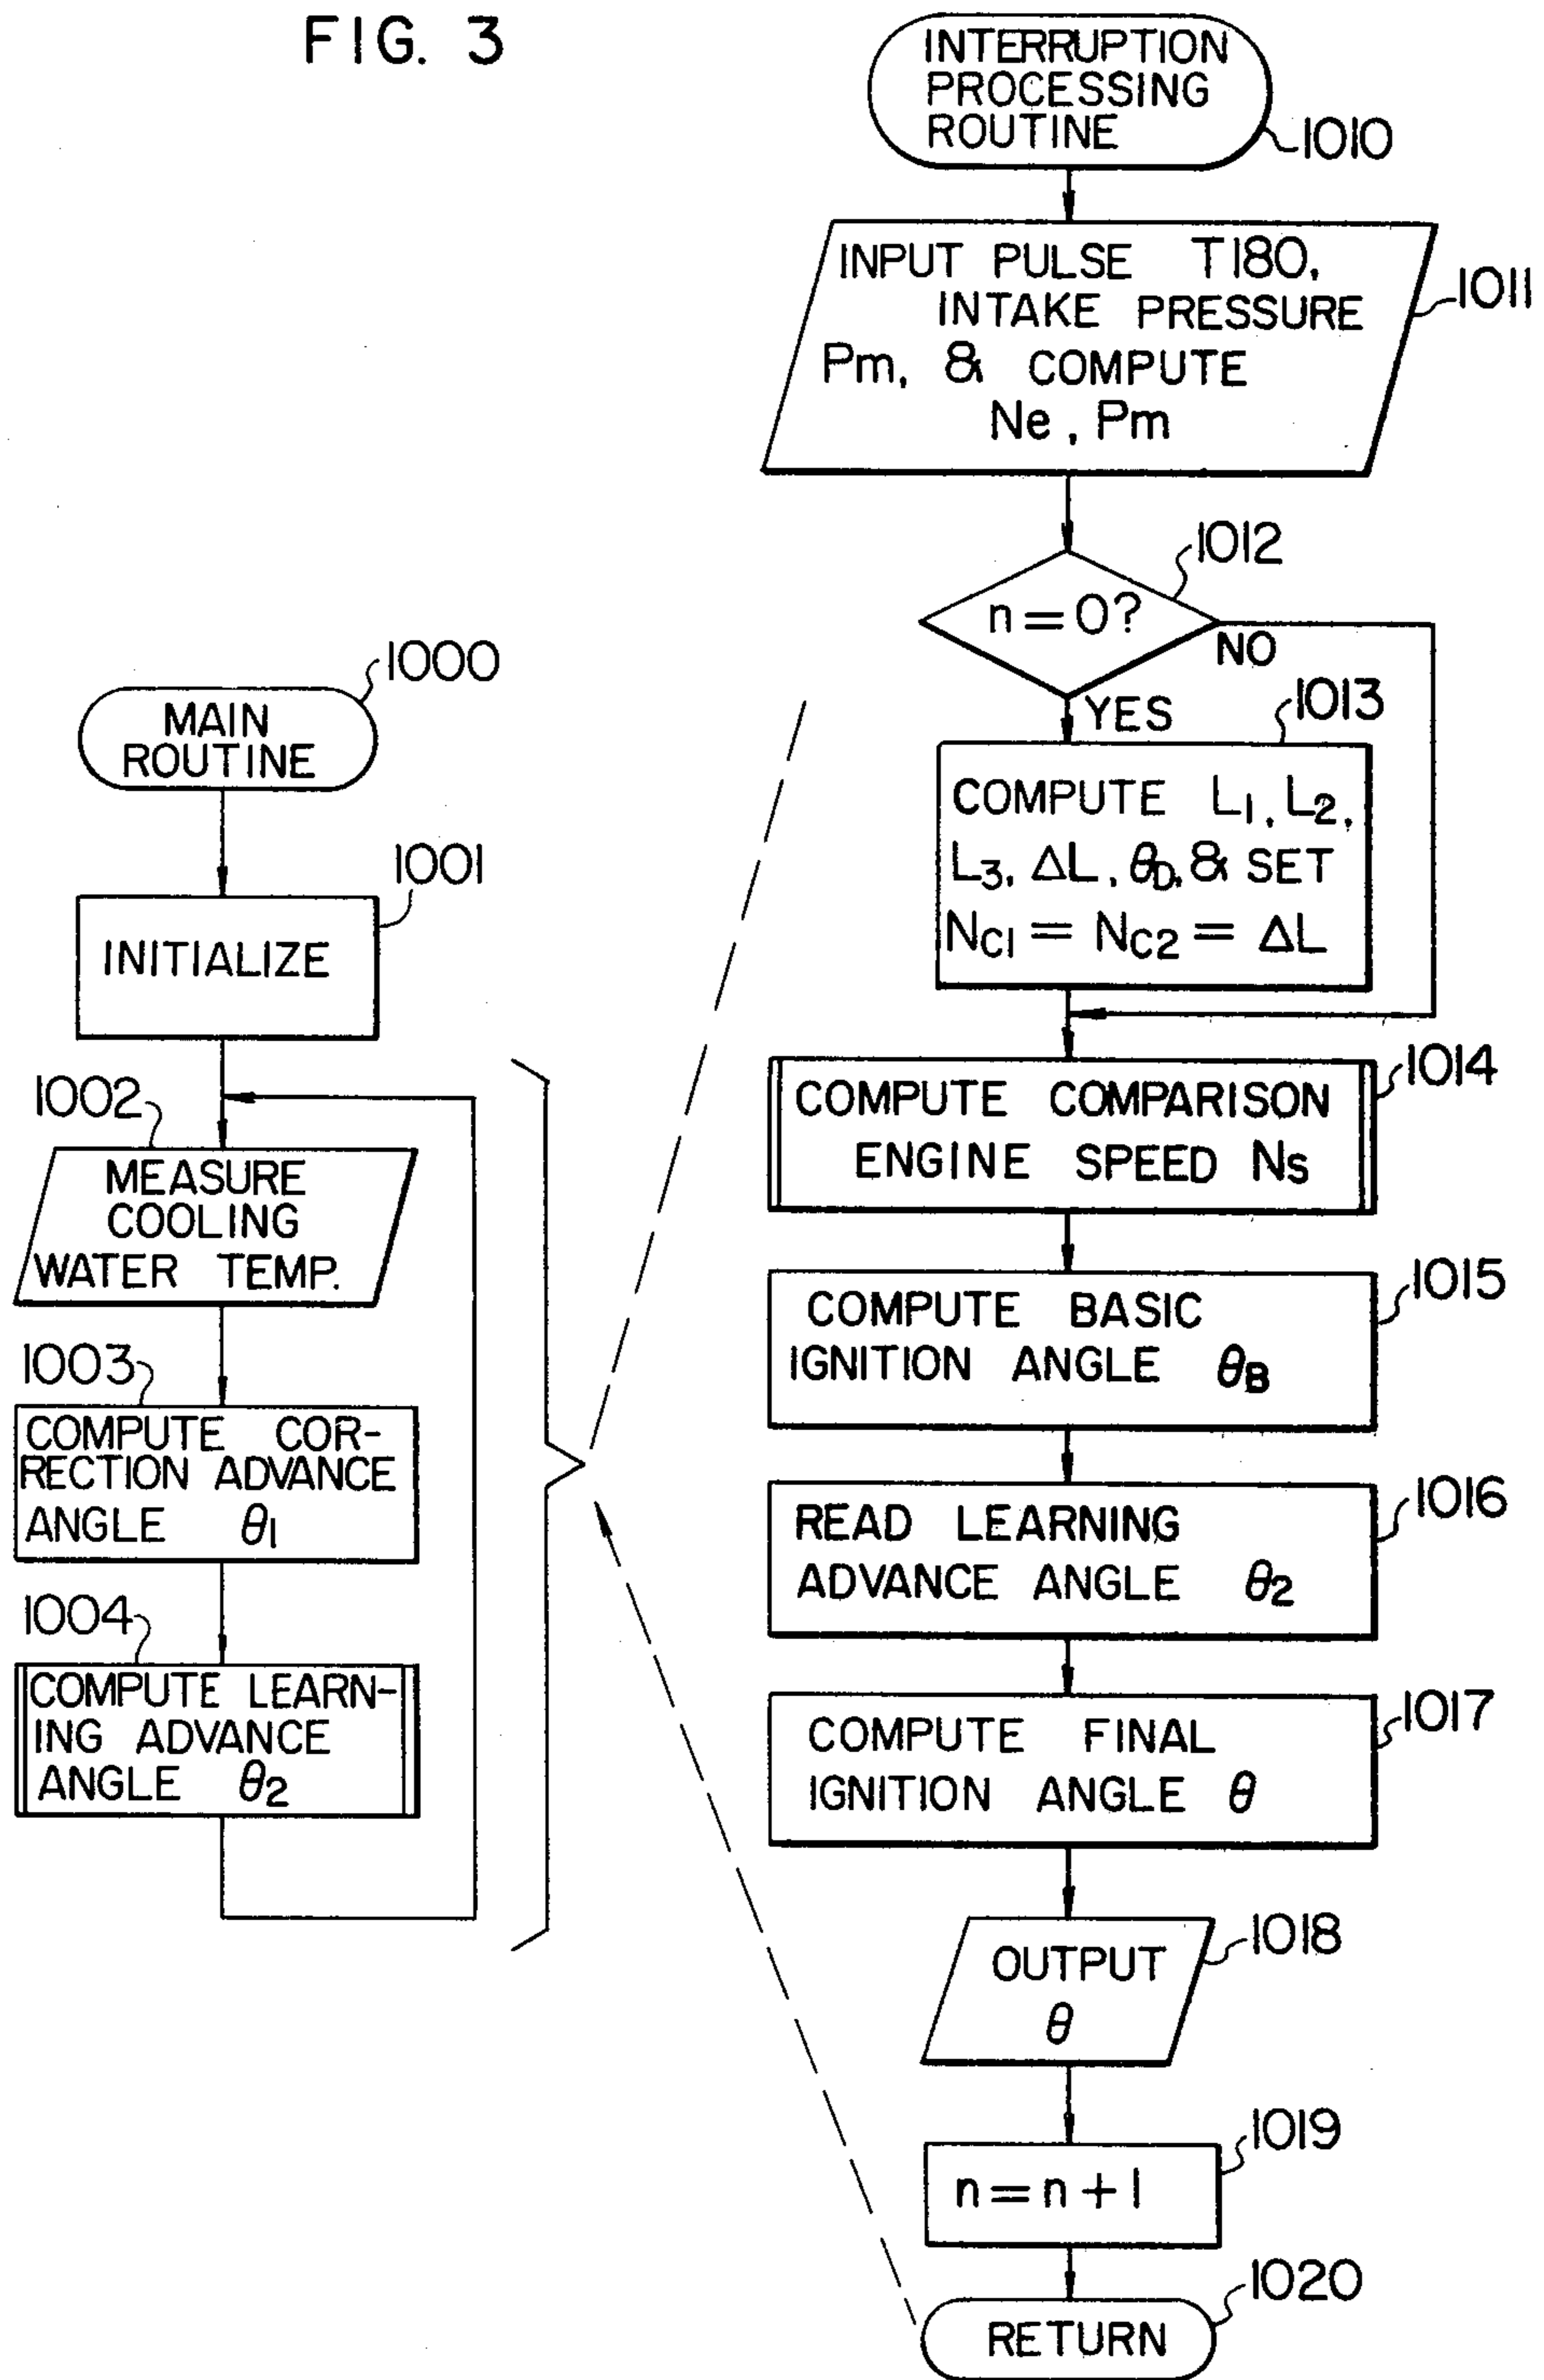 FIG. 3
MAIN
ROUTINE
1000
INITIALIZE
1001
1002
MEASURE
COOLING
WATER TEMP.
1003
COMPUTE COR-
RECTION ADVANCE
ANGLE θ1
1004
COMPUTE LEARN-
ING ADVANCE
ANGLE θ2
INTERRUPTION
PROCESSING
ROUTINE
1010
INPUT PULSE T180,
INTAKE PRESSURE
Pm, & COMPUTE
Ne, Pm
1011
1012
n = 0?
NO
YES
1013
COMPUTE L1, L2,
L3, ΔL, θD, & SET
NC1 = NC2 = ΔL
1014
COMPUTE COMPARISON
ENGINE SPEED NS
1015
COMPUTE BASIC
IGNITION ANGLE θB
1016
READ LEARNING
ADVANCE ANGLE θ2
1017
COMPUTE FINAL
IGNITION ANGLE θ
1018
OUTPUT
θ
1019
n = n + 1
1020
RETURN